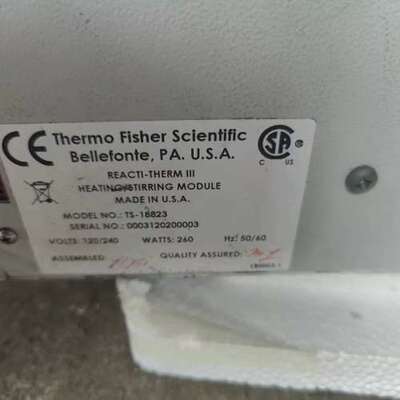 CE Thermo Fisher Scientific
Bellefonte, PA. U.S.A.
C US
REACTI-THERM III
HEATING/STIRRING MODULE
MADE IN U.S.A.
MODEL NO.: TS-18823
SERIAL NO.: 0003120200003
VOLTS: 120/240 WATTS: 260 Hz: 50/60
ASSEMBLED: QUALITY ASSURED: